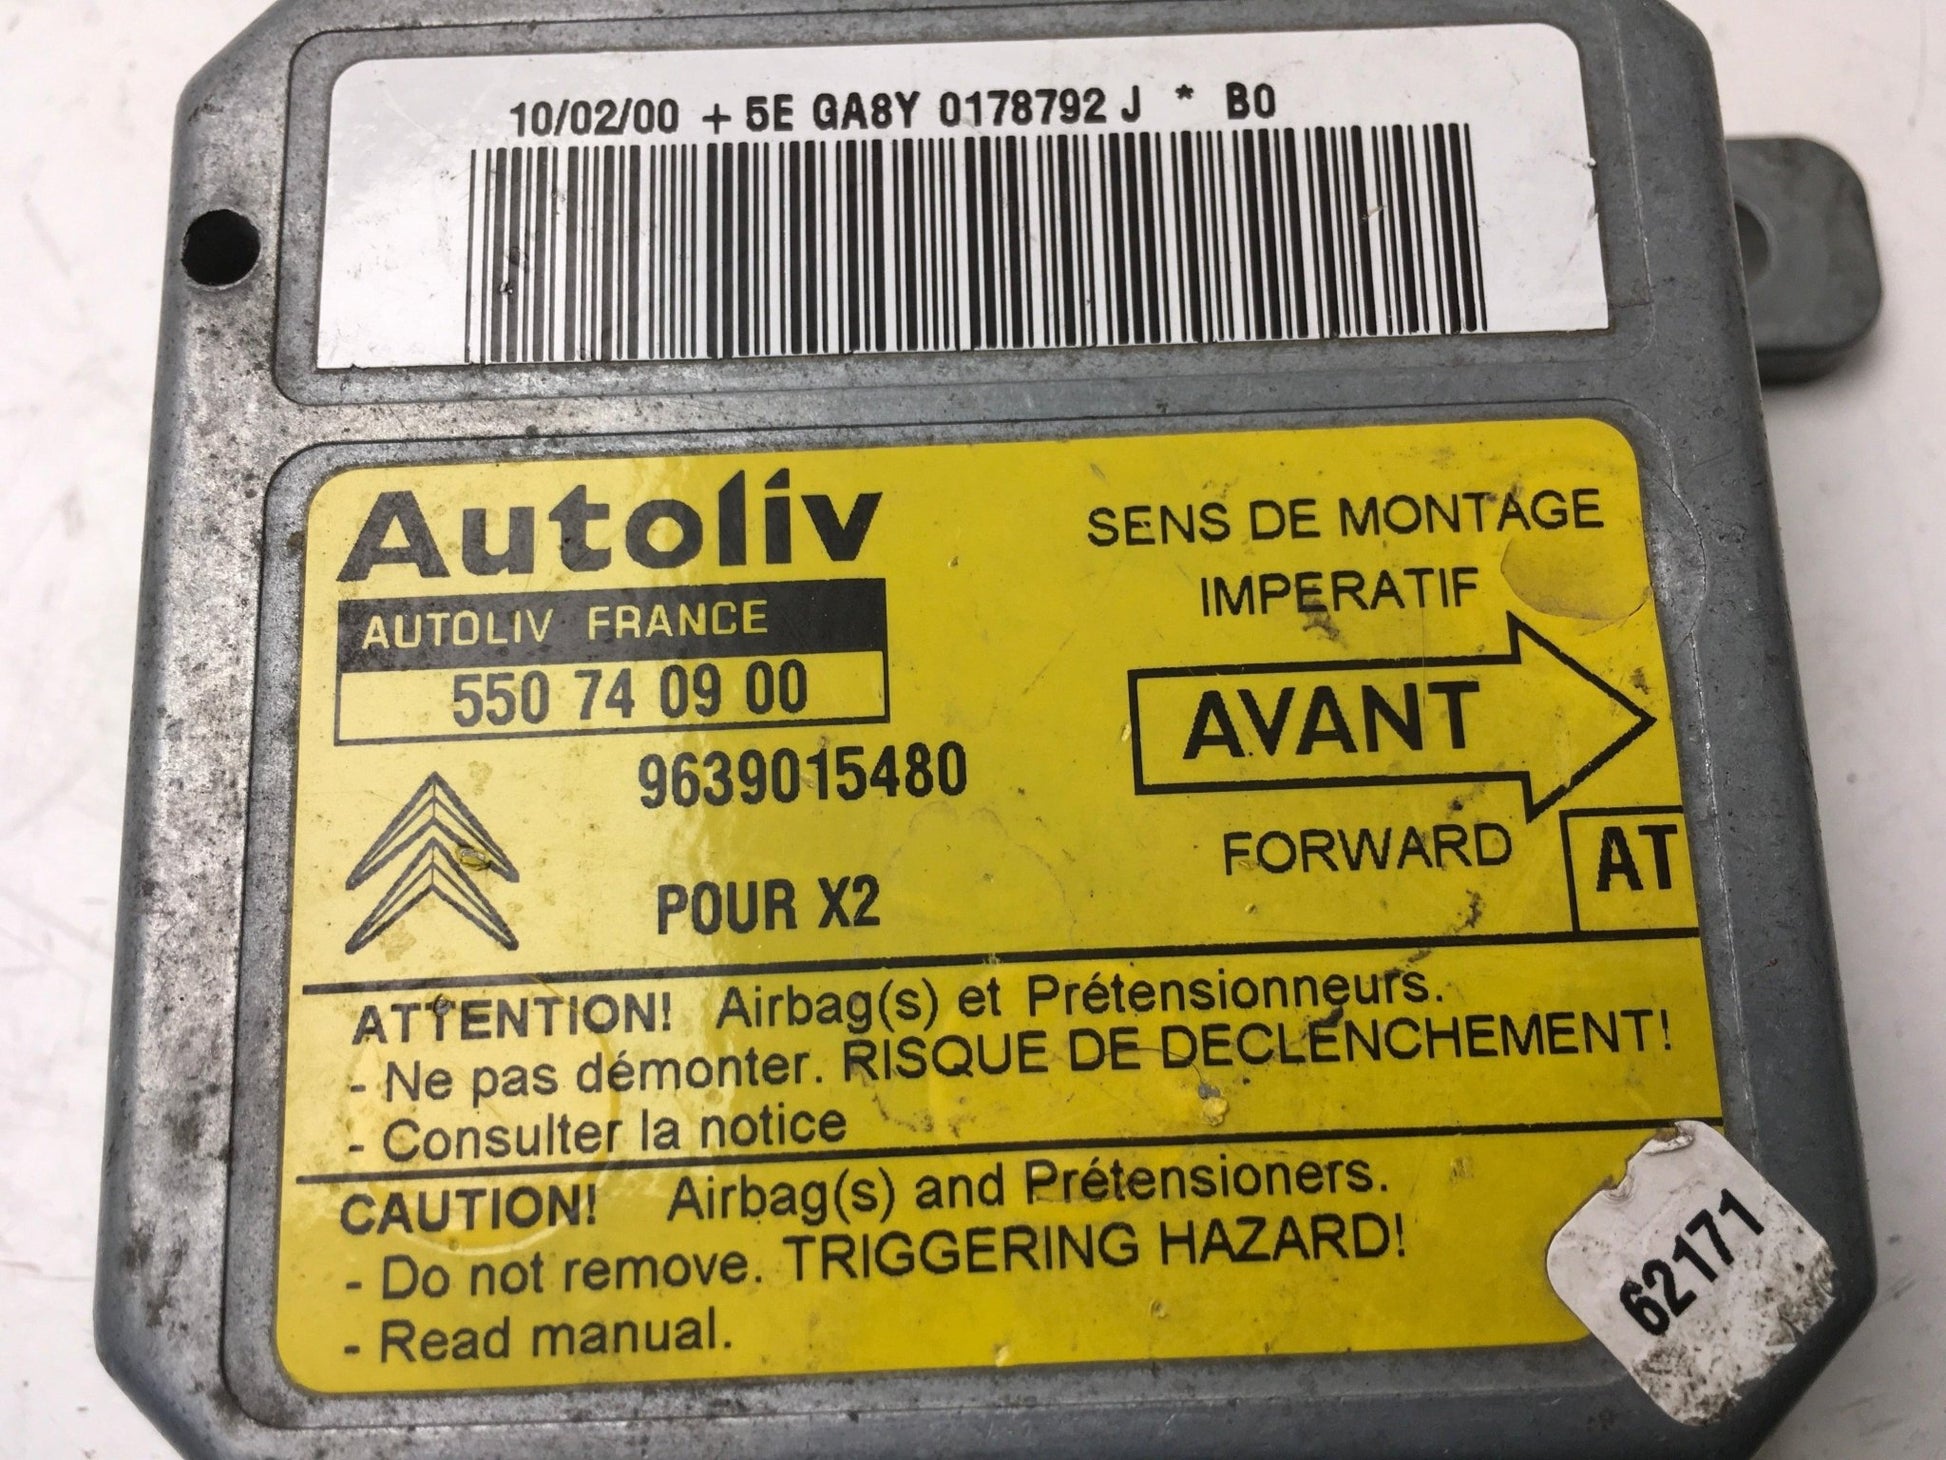 10/02/00 + 5E GA8Y 0178792 J * B0
Autoliv
AUTOLIV FRANCE
550 74 09 00
9639015480
POUR X2
SENS DE MONTAGE
IMPERATIF
AVANT
FORWARD
AT
ATTENTION! Airbag(s) et Prétensionneurs.
- Ne pas démonter. RISQUE DE DECLENCHEMENT!
- Consulter la notice
CAUTION! Airbag(s) and Prétensioners.
- Do not remove. TRIGGERING HAZARD!
- Read manual.
62171